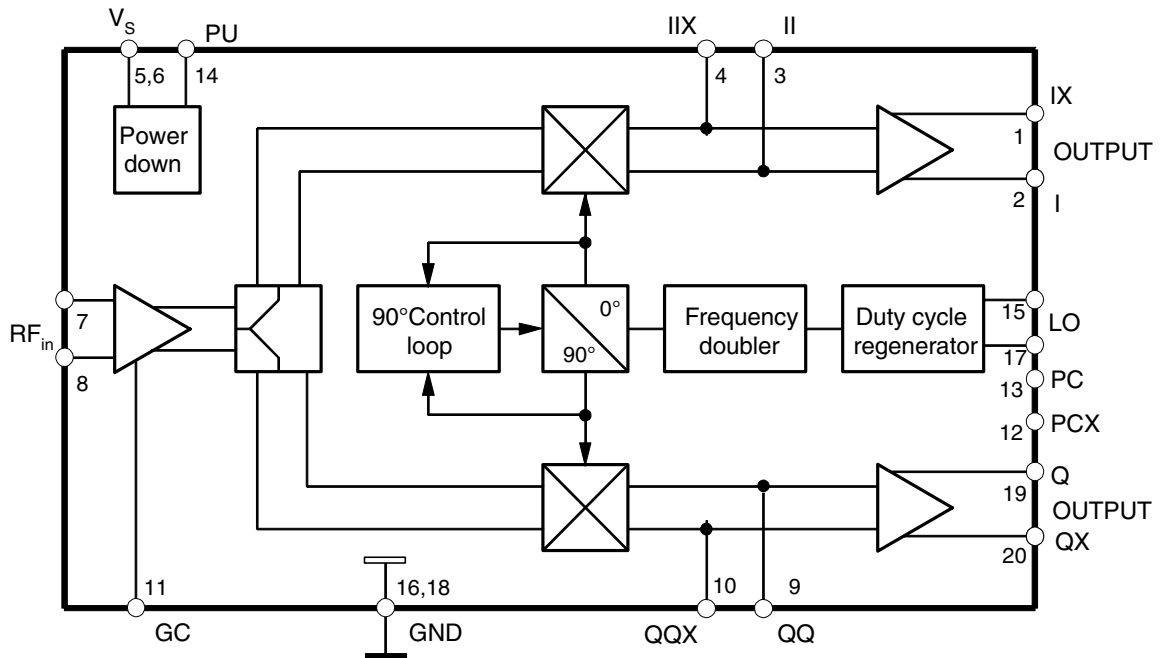 VS PU IIX II
5,6 14 4 3
IX
1
OUTPUT
2
I
Power
down
RFin
7
8
90°Control
loop
0°
90°
Frequency
doubler
Duty cycle
regenerator
15
LO
17
13 PC
12 PCX
Q
19
OUTPUT
20 QX
11 16,18 10 9
GC GND QQX QQ